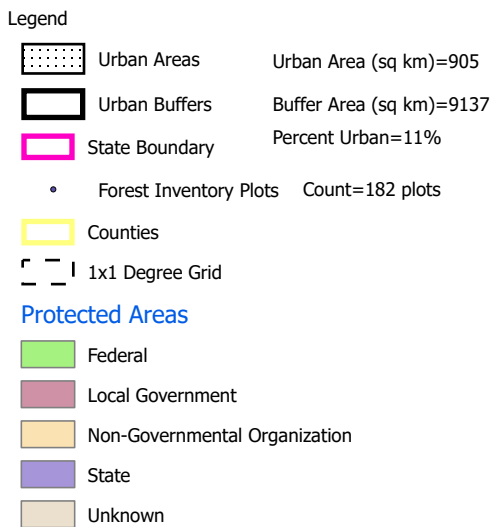 Legend
Urban Areas Urban Area (sq km)=905
Urban Buffers Buffer Area (sq km)=9137
State Boundary Percent Urban=11%
Forest Inventory Plots Count=182 plots
Counties
1x1 Degree Grid
Protected Areas
Federal
Local Government
Non-Governmental Organization
State
Unknown